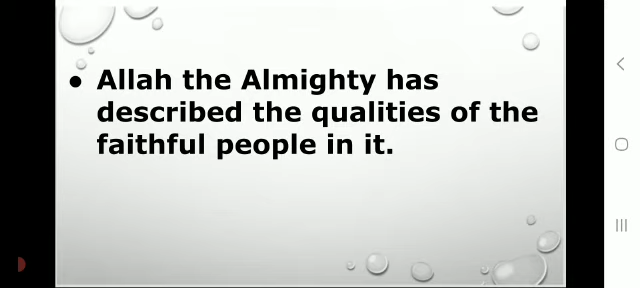 ● Allah the Almighty has
described the qualities of the
faithful people in it.